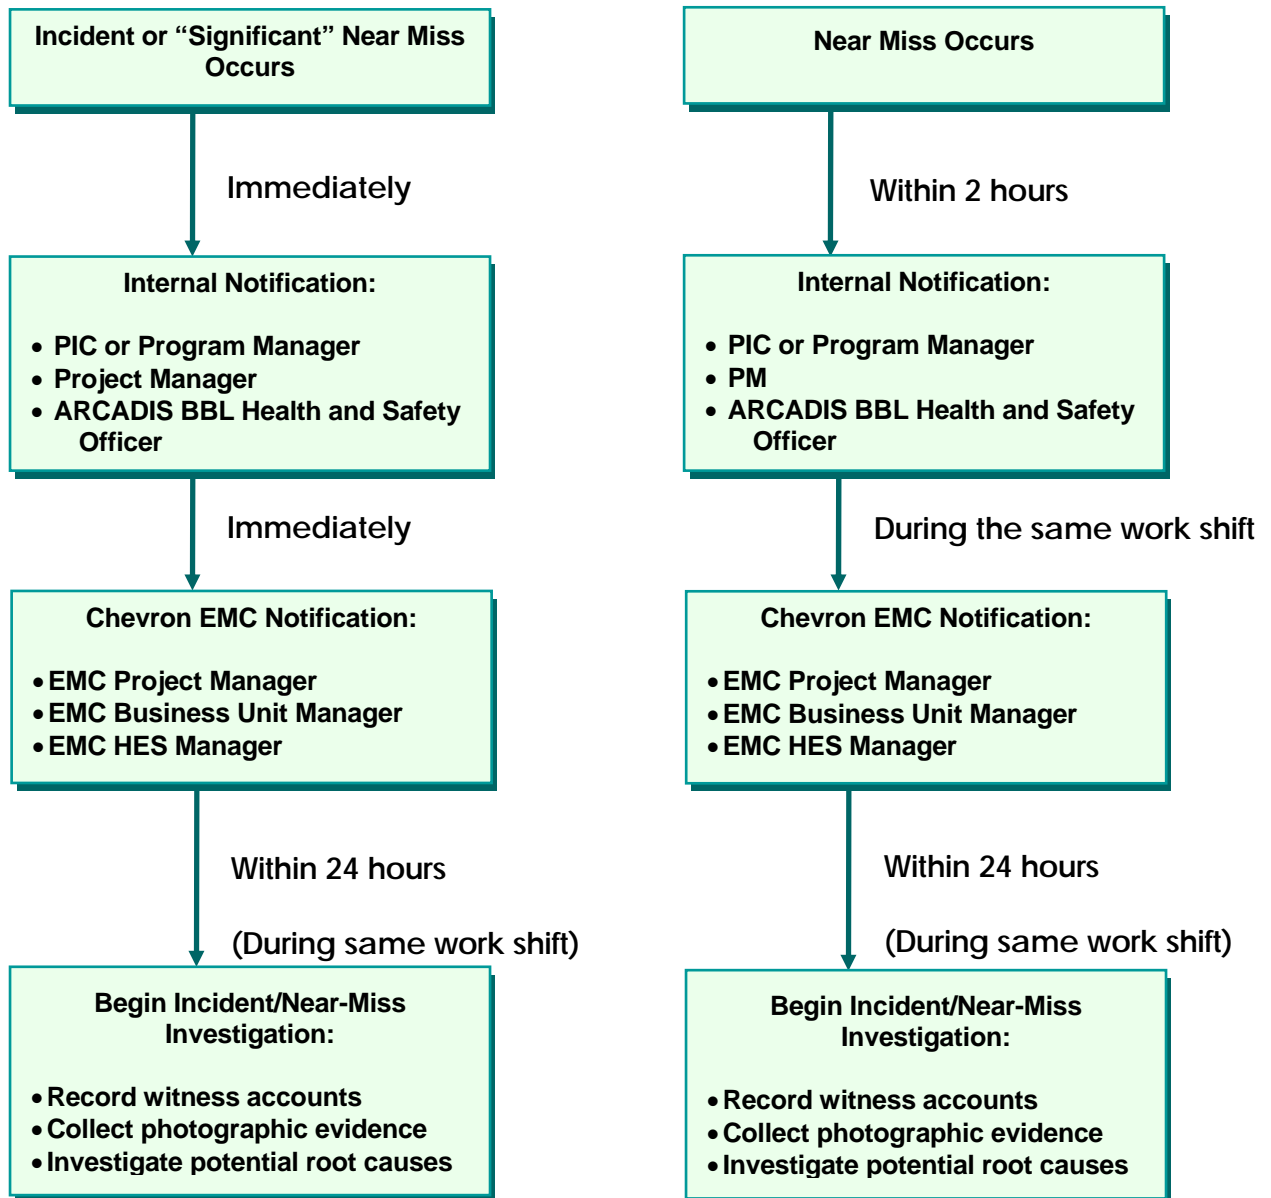 Incident or “Significant” Near Miss
Occurs
Immediately
Internal Notification:
• PIC or Program Manager
• Project Manager
• ARCADIS BBL Health and Safety
Officer
Immediately
Chevron EMC Notification:
• EMC Project Manager
• EMC Business Unit Manager
• EMC HES Manager
Within 24 hours
(During same work shift)
Begin Incident/Near-Miss
Investigation:
• Record witness accounts
• Collect photographic evidence
• Investigate potential root causes
Near Miss Occurs
Within 2 hours
Internal Notification:
• PIC or Program Manager
• PM
• ARCADIS BBL Health and Safety
Officer
During the same work shift
Chevron EMC Notification:
• EMC Project Manager
• EMC Business Unit Manager
• EMC HES Manager
Within 24 hours
(During same work shift)
Begin Incident/Near-Miss
Investigation:
• Record witness accounts
• Collect photographic evidence
• Investigate potential root causes